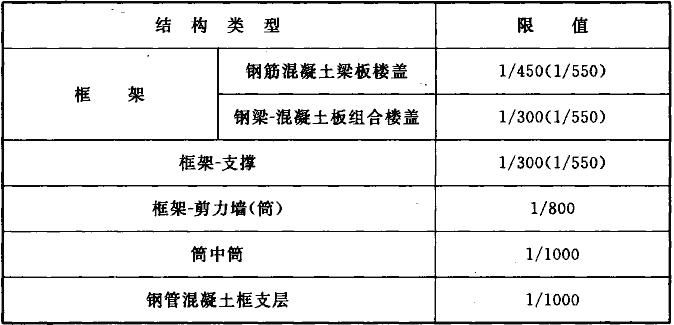 结构类型 限值
框架 钢筋混凝土梁板楼盖 1/450(1/550)
钢梁-混凝土板组合楼盖 1/300(1/550)
框架-支撑 1/300(1/550)
框架-剪力墙(筒) 1/800
筒中筒 1/1000
钢管混凝土框支层 1/1000